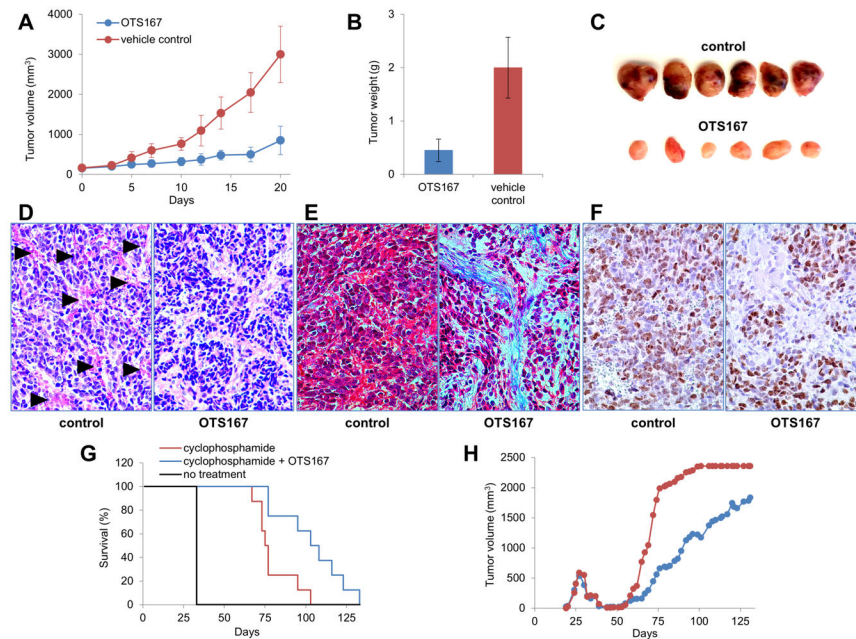 A
OTS167
vehicle control
Tumor volume (mm³)
4000
3000
2000
1000
0
0 5 10 15 20
Days
B
Tumor weight (g)
3
2
1
0
OTS167
vehicle
control
C
control
OTS167
D
control
OTS167
E
control
OTS167
F
control
OTS167
G
cyclophosphamide
cyclophosphamide + OTS167
no treatment
Survival (%)
120
100
80
60
40
20
0
0 25 50 75 100 125
Days
H
Tumor volume (mm³)
2500
2000
1500
1000
500
0
0 25 50 75 100 125
Days